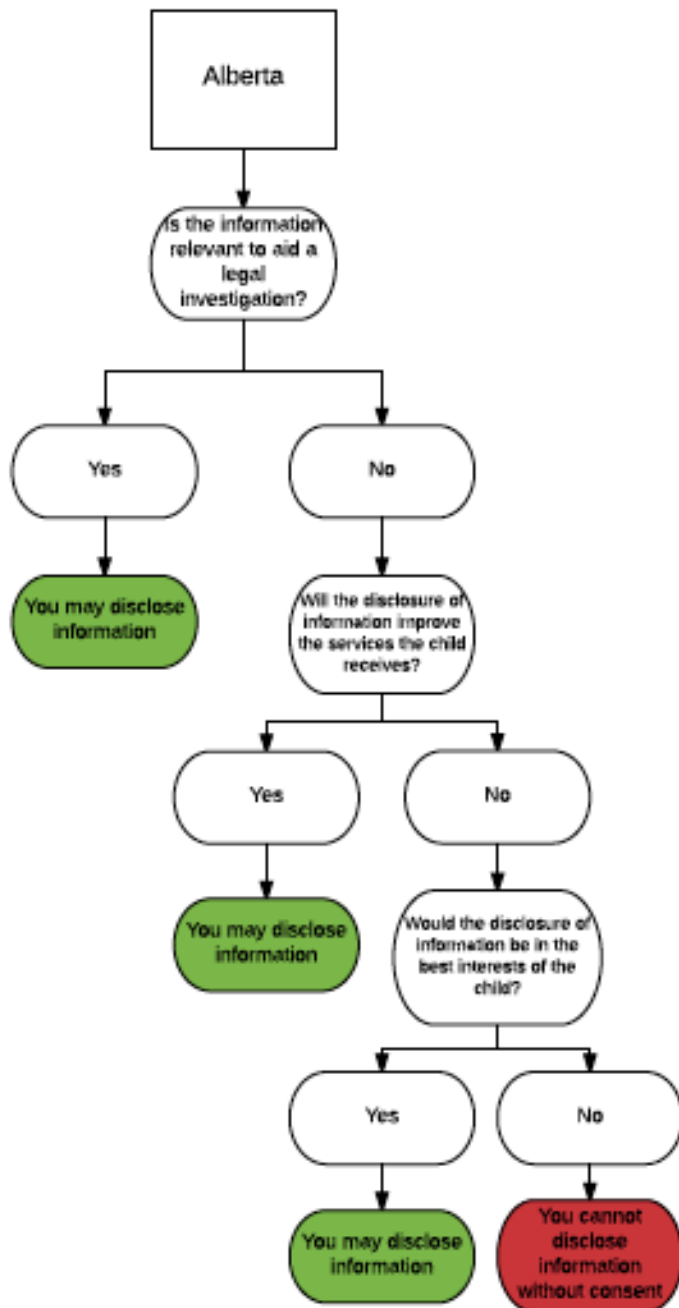 Alberta
Is the information
relevant to aid a
legal
investigation?
Yes
No
You may disclose
information
Will the disclosure of
information improve
the services the child
receives?
Yes
No
You may disclose
information
Would the disclosure of
information be in the
best interests of the
child?
Yes
No
You may disclose
information
You cannot
disclose
information
without consent